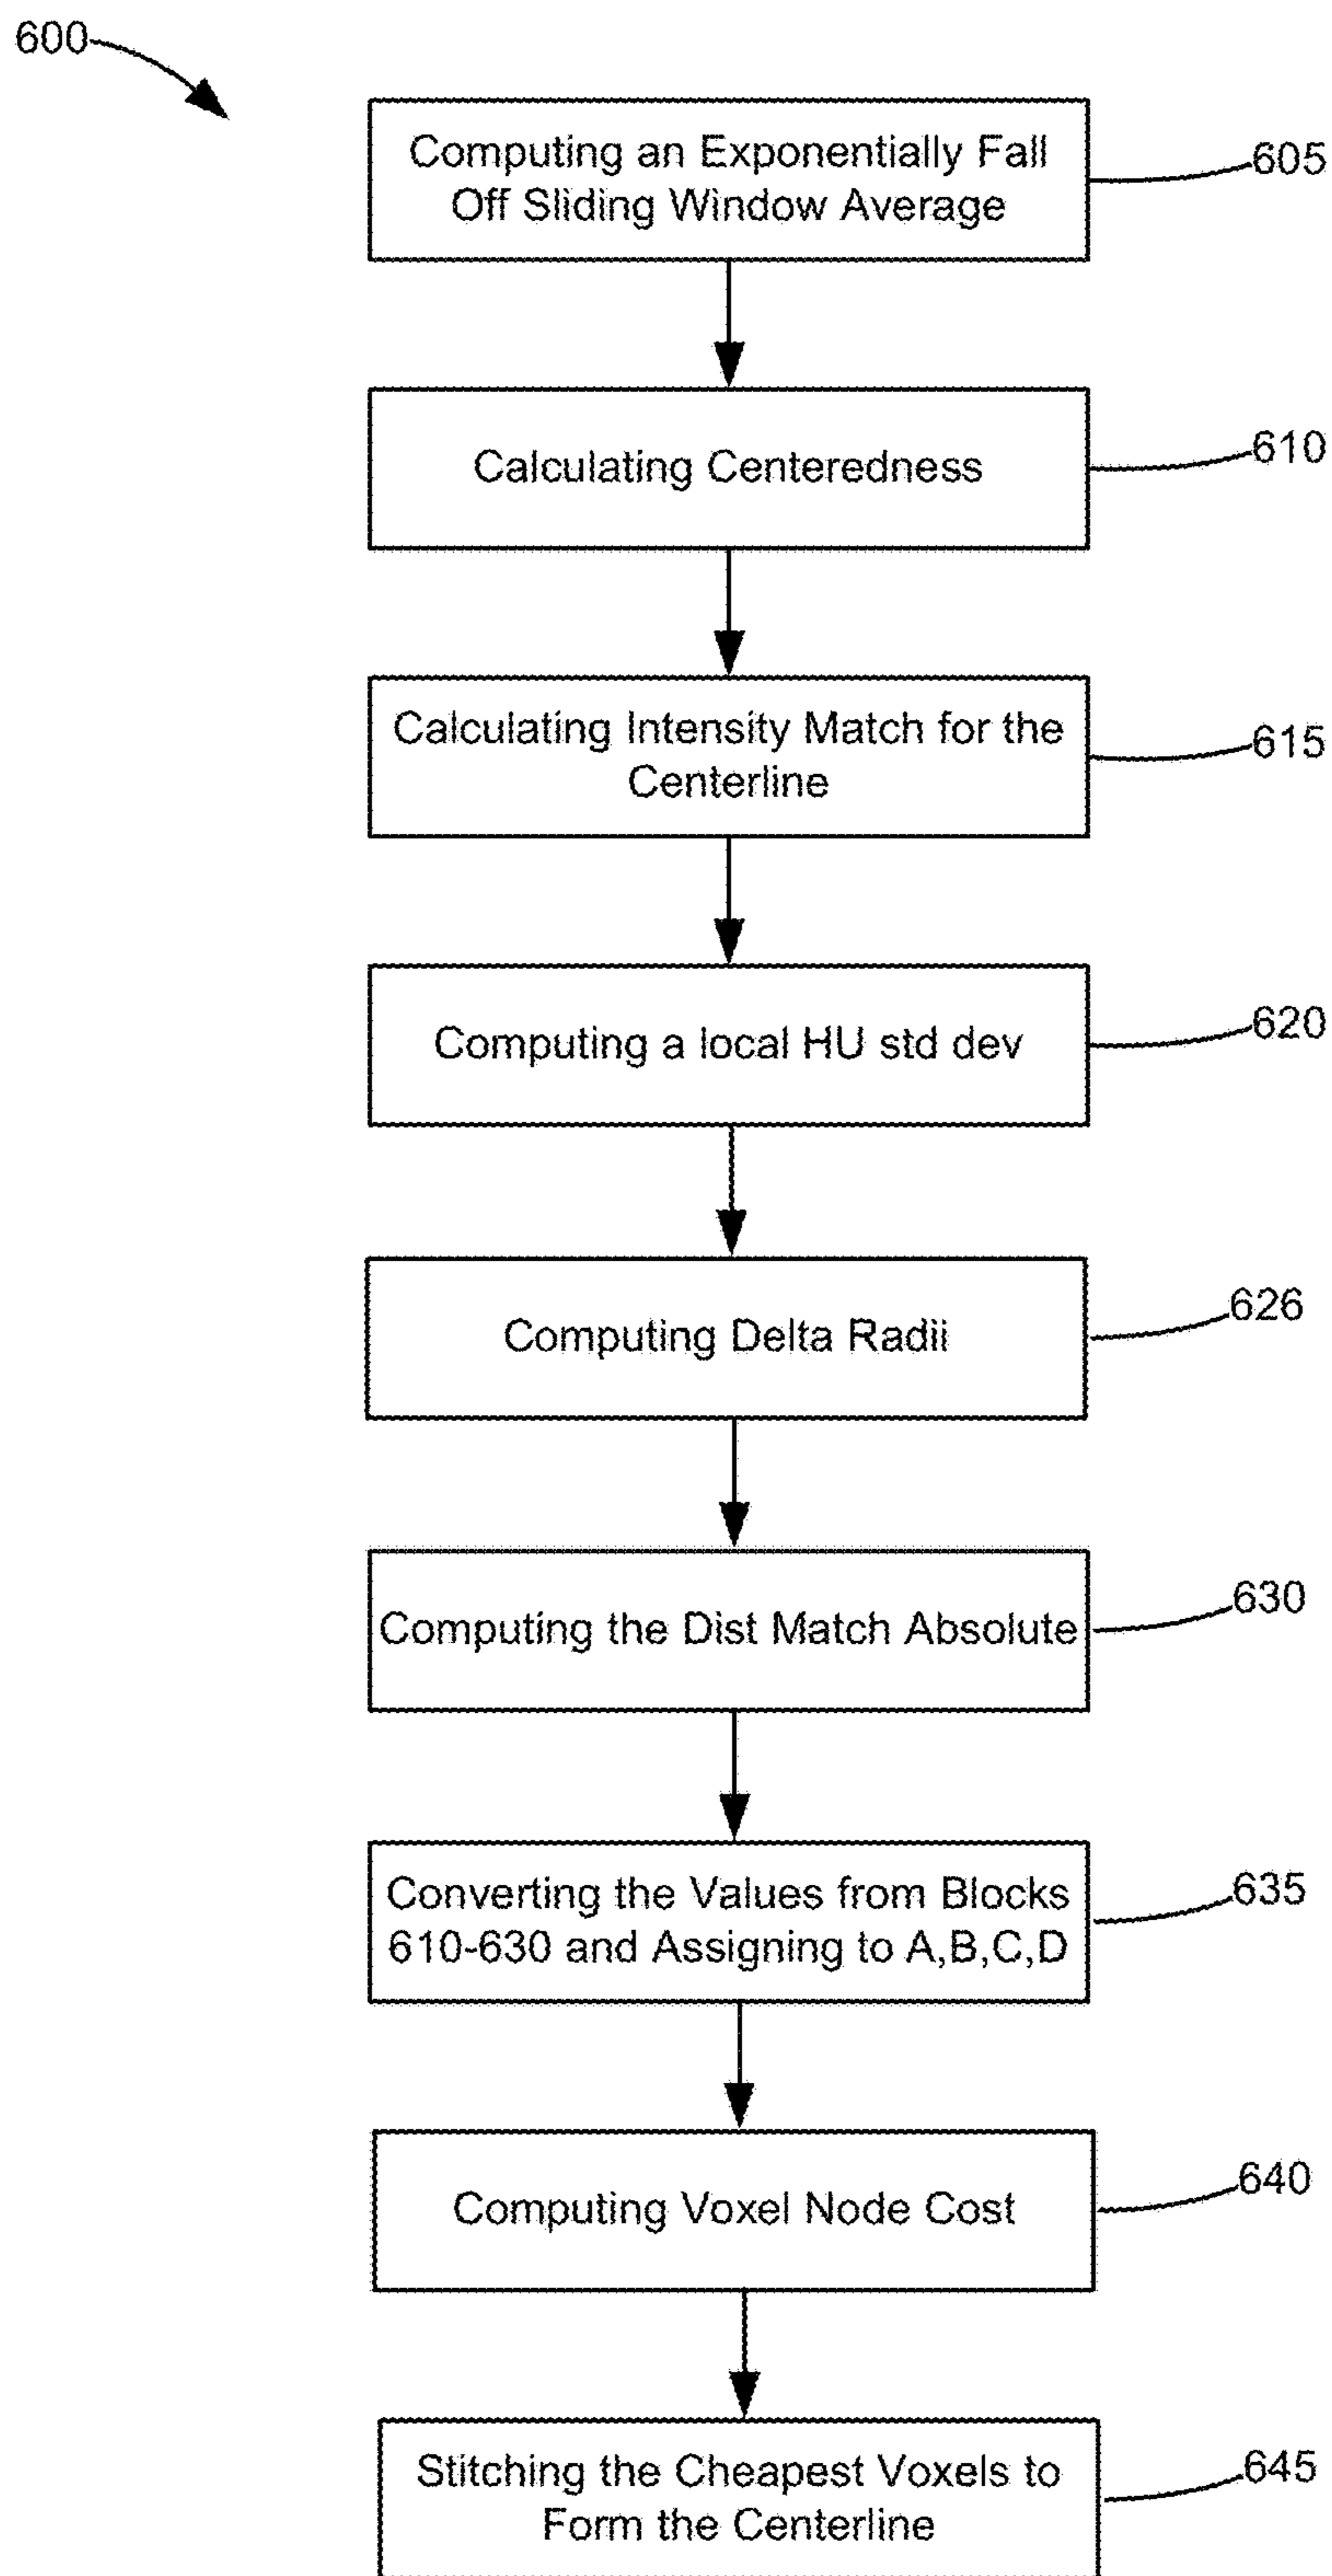 600
Computing an Exponentially Fall
Off Sliding Window Average
605
Calculating Centeredness
610
Calculating Intensity Match for the
Centerline
615
Computing a local HU std dev
620
Computing Delta Radii
626
Computing the Dist Match Absolute
630
Converting the Values from Blocks
610-630 and Assigning to A,B,C,D
635
Computing Voxel Node Cost
640
Stitching the Cheapest Voxels to
Form the Centerline
645